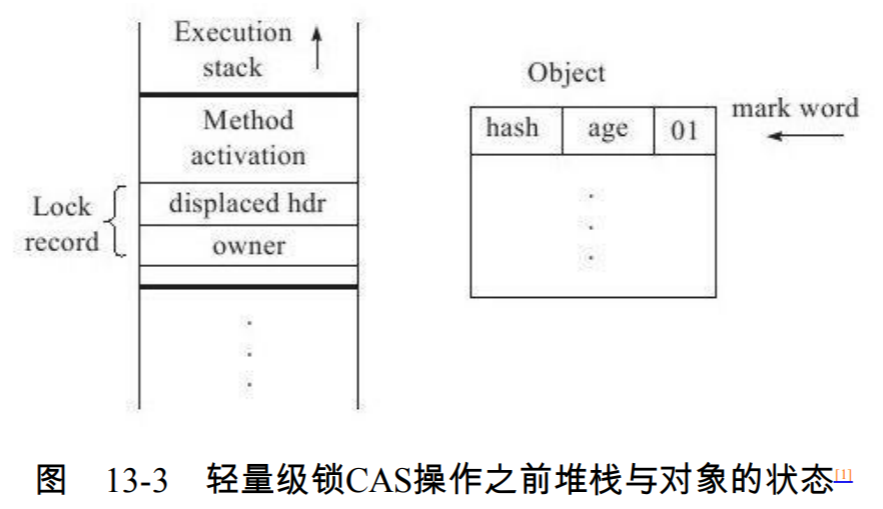 Execution
stack
Method
activation
Lock
record
displaced hdr
owner
Object
mark word
hash age 01
图 13-3 轻量级锁CAS操作之前堆栈与对象的状态[1]